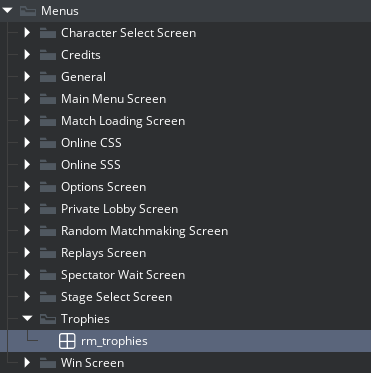 Menus
Character Select Screen
Credits
General
Main Menu Screen
Match Loading Screen
Online CSS
Online SSS
Options Screen
Private Lobby Screen
Random Matchmaking Screen
Replays Screen
Spectator Wait Screen
Stage Select Screen
Trophies
rm_trophies
Win Screen